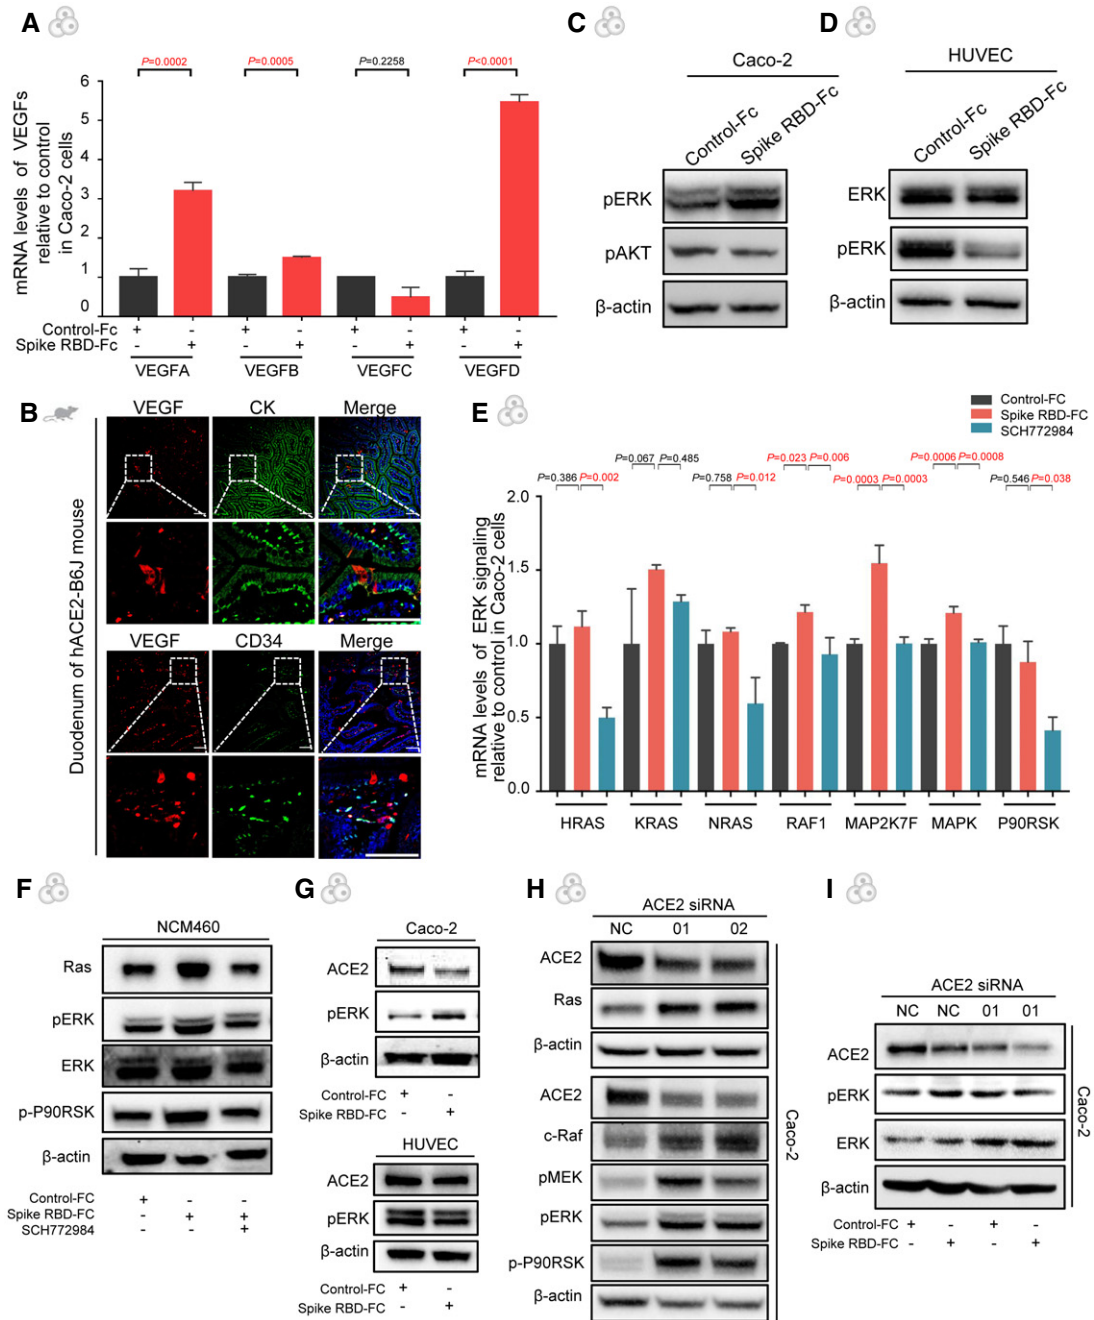 A
P=0.0002 P=0.0005 P=0.2258 P<0.0001
mRNA levels of VEGFs
relative to control
in Caco-2 cells
6
5
4
3
2
1
0
Control-Fc + - + - + - + -
Spike RBD-Fc - + - + - + - +
VEGFA VEGFB VEGFC VEGFD
B
Duodenum of hACE2-B6J mouse
VEGF CK Merge
VEGF CD34 Merge
C
Caco-2
Control-Fc Spike RBD-Fc
pERK
pAKT
β-actin
D
HUVEC
Control-Fc Spike RBD-Fc
ERK
pERK
β-actin
E
Control-FC
Spike RBD-FC
SCH772984
P=0.386 P=0.002 P=0.067 P=0.485 P=0.758 P=0.012 P=0.023 P=0.006 P=0.0003 P=0.0003 P=0.0006 P=0.0008 P=0.546 P=0.038
mRNA levels of ERK signaling
relative to control in Caco-2 cells
2.0
1.5
1.0
0.5
0.0
HRAS KRAS NRAS RAF1 MAP2K7F MAPK P90RSK
F
NCM460
Ras
pERK
ERK
p-P90RSK
β-actin
Control-FC + - -
Spike RBD-FC - + +
SCH772984 - - +
G
Caco-2
ACE2
pERK
β-actin
Control-FC + -
Spike RBD-FC - +
HUVEC
ACE2
pERK
β-actin
Control-FC + -
Spike RBD-FC - +
H
ACE2 siRNA
NC 01 02
ACE2
Ras
β-actin
ACE2
c-Raf
pMEK
pERK
p-P90RSK
β-actin
Caco-2
I
ACE2 siRNA
NC NC 01 01
ACE2
pERK
ERK
β-actin
Caco-2
Control-FC + - + -
Spike RBD-FC - + - +